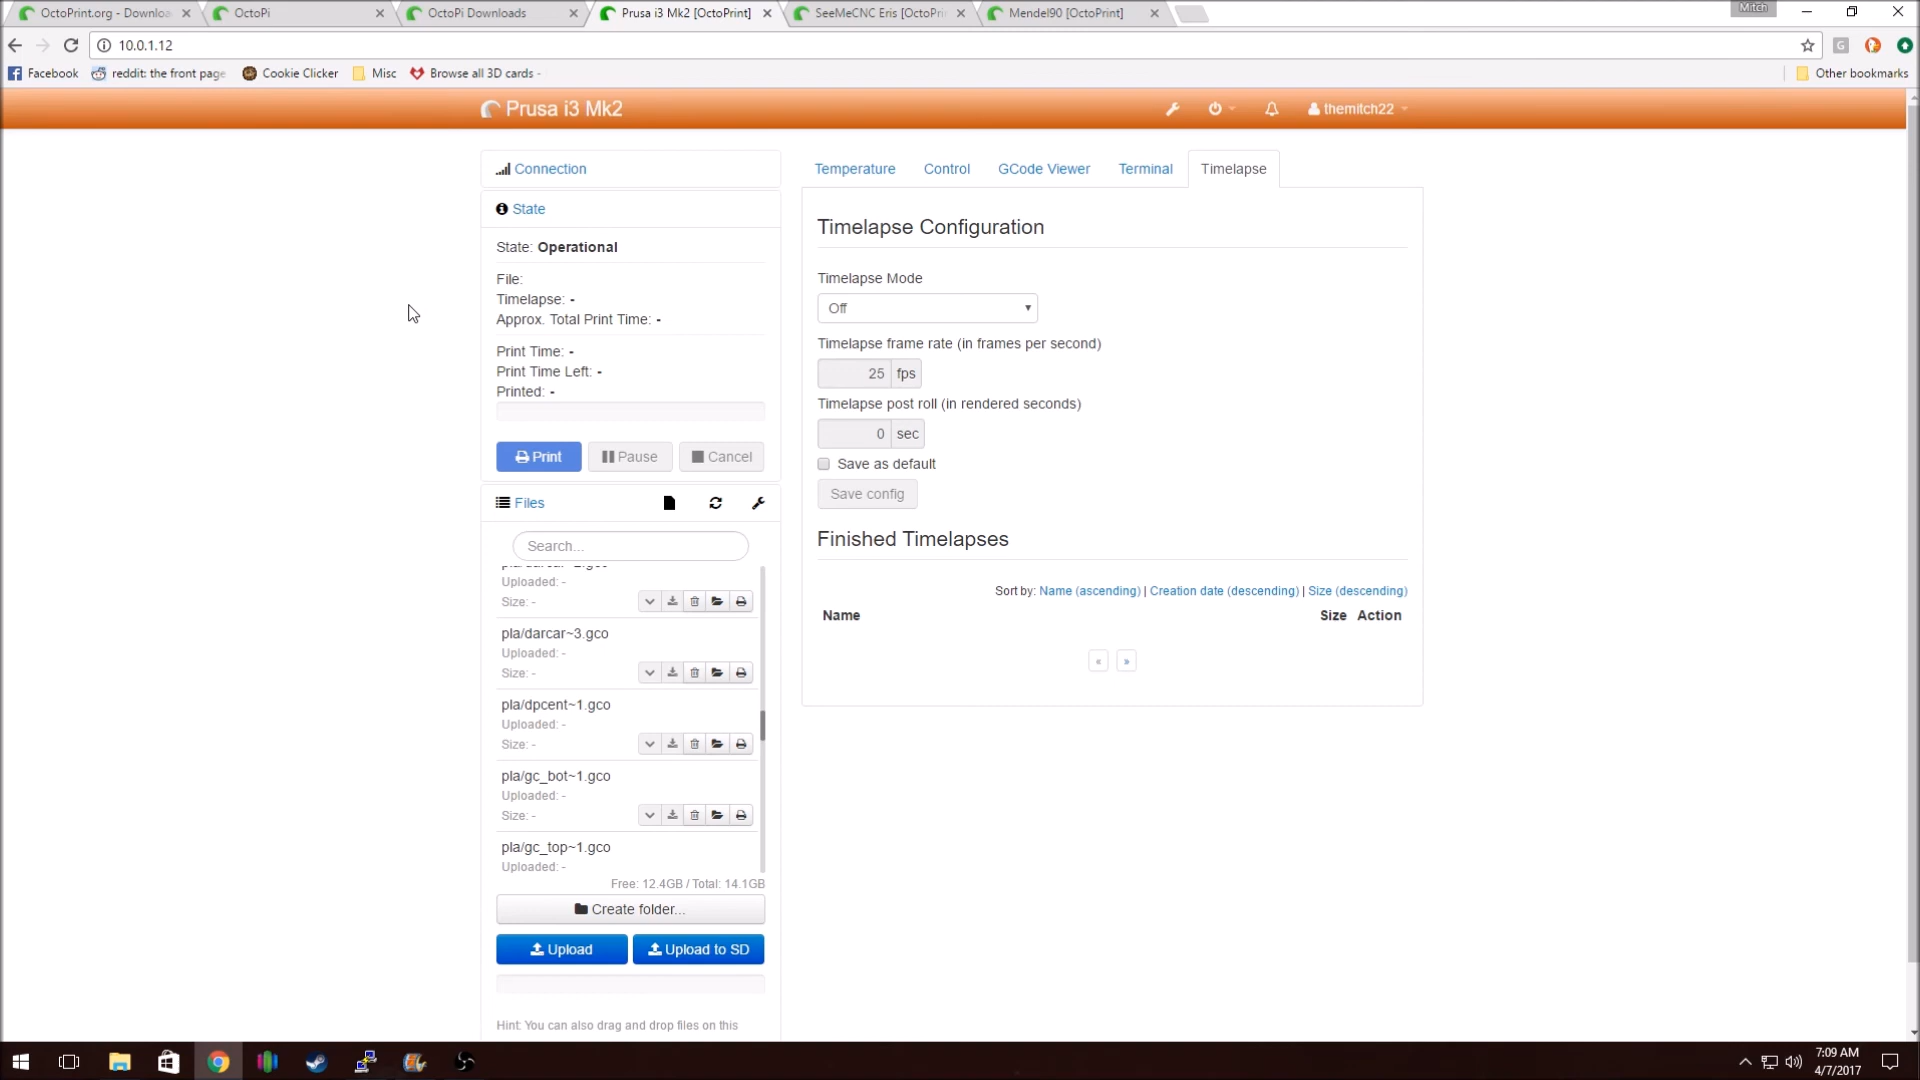 OctoPrint.org - Downloa
OctoPi
OctoPi Downloads
Prusa i3 Mk2 [OctoPrint]
SeeMeCNC Eris [OctoPri
Mendel90 [OctoPrint]
Mitch
10.0.1.12
Facebook
reddit: the front page
Cookie Clicker
Misc
Browse all 3D cards -
Other bookmarks
Prusa i3 Mk2
themitch22
Connection
State
State: Operational
File:
Timelapse: -
Approx. Total Print Time: -
Print Time: -
Print Time Left: -
Printed: -
Print
Pause
Cancel
Files
Search...
Uploaded: -
Size: -
pla/darcar~3.gco
Uploaded: -
Size: -
pla/dpcent~1.gco
Uploaded: -
Size: -
pla/gc_bot~1.gco
Uploaded: -
Size: -
pla/gc_top~1.gco
Uploaded: -
Free: 12.4GB / Total: 14.1GB
Create folder...
Upload
Upload to SD
Hint: You can also drag and drop files on this
Temperature
Control
GCode Viewer
Terminal
Timelapse
Timelapse Configuration
Timelapse Mode
Off
Timelapse frame rate (in frames per second)
25 fps
Timelapse post roll (in rendered seconds)
0 sec
Save as default
Save config
Finished Timelapses
Sort by: Name (ascending) | Creation date (descending) | Size (descending)
Name Size Action
« »
7:09 AM
4/7/2017